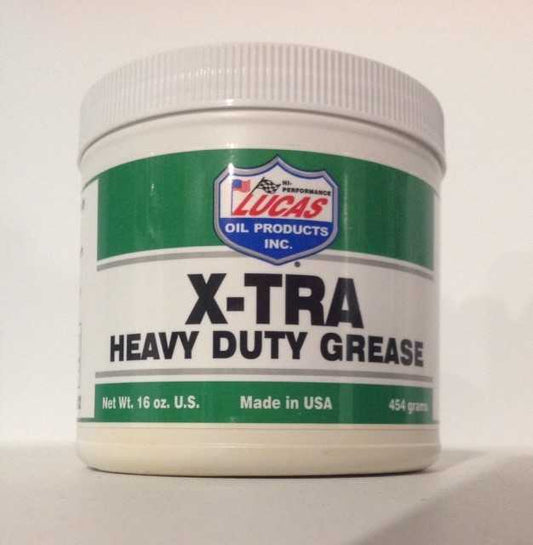 HI-
PERFORMANCE
LUCAS
OIL PRODUCTS
INC.
®
X-TRA
HEAVY DUTY GREASE
Net Wt. 16 oz. U.S. Made in USA 454 grams